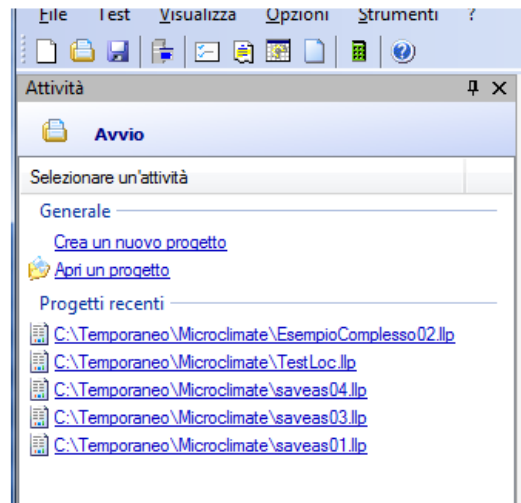 File Test Visualizza Opzioni Strumenti ?
Attività
Avvio
Selezionare un'attività
Generale
Crea un nuovo progetto
Apri un progetto
Progetti recenti
C:\Temporaneo\Microclimate\EsempioComplesso02.llp
C:\Temporaneo\Microclimate\TestLoc.llp
C:\Temporaneo\Microclimate\saveas04.llp
C:\Temporaneo\Microclimate\saveas03.llp
C:\Temporaneo\Microclimate\saveas01.llp